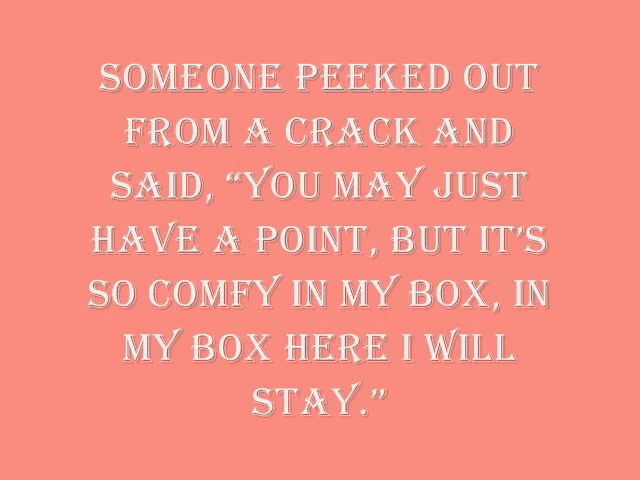 SOMEONE PEEKED OUT
FROM A CRACK AND
SAID, “YOU MAY JUST
HAVE A POINT, BUT IT’S
SO COMFY IN MY BOX, IN
MY BOX HERE I WILL
STAY.”